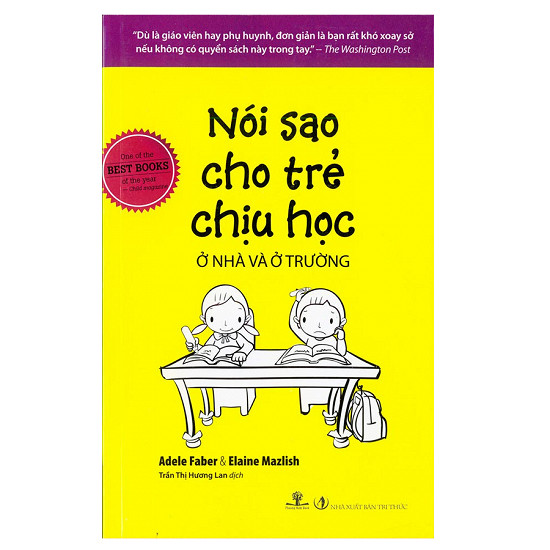 “Dù là giáo viên hay phụ huynh, đơn giản là bạn rất khó xoay sở
nếu không có quyển sách này trong tay.” – The Washington Post
One of the
BEST BOOKS
of the year
Nói sao
cho trẻ
chịu học
Ở NHÀ VÀ Ở TRƯỜNG
Adele Faber & Elaine Mazlish
Trần Thị Hương Lan dịch
NHÀ XUẤT BẢN TRI THỨC